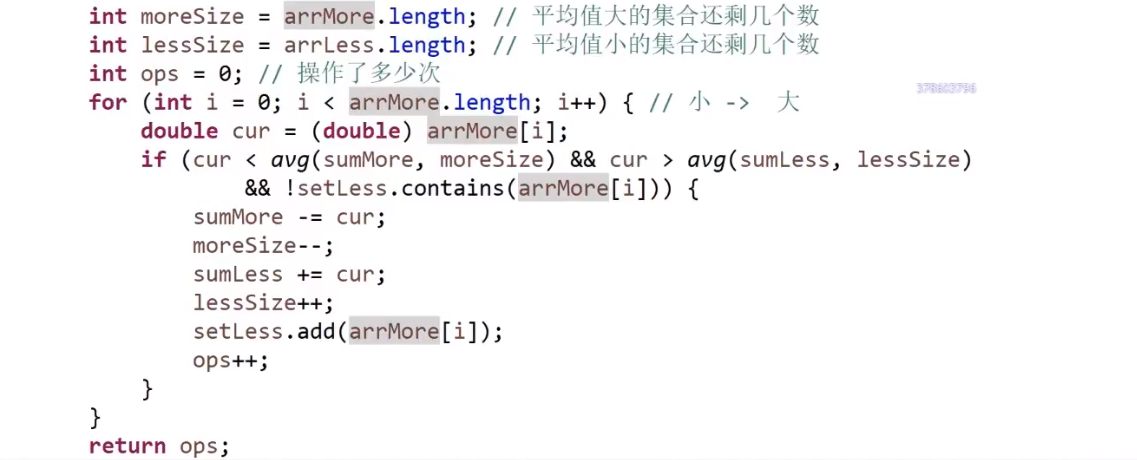 int moreSize = arrMore.length; // 平均值大的集合还剩几个数
int lessSize = arrLess.length; // 平均值小的集合还剩几个数
int ops = 0; // 操作了多少次
for (int i = 0; i < arrMore.length; i++) { // 小 -> 大
    double cur = (double) arrMore[i];
    if (cur < avg(sumMore, moreSize) && cur > avg(sumLess, lessSize)
            && !setLess.contains(arrMore[i])) {
        sumMore -= cur;
        moreSize--;
        sumLess += cur;
        lessSize++;
        setLess.add(arrMore[i]);
        ops++;
    }
}
return ops;